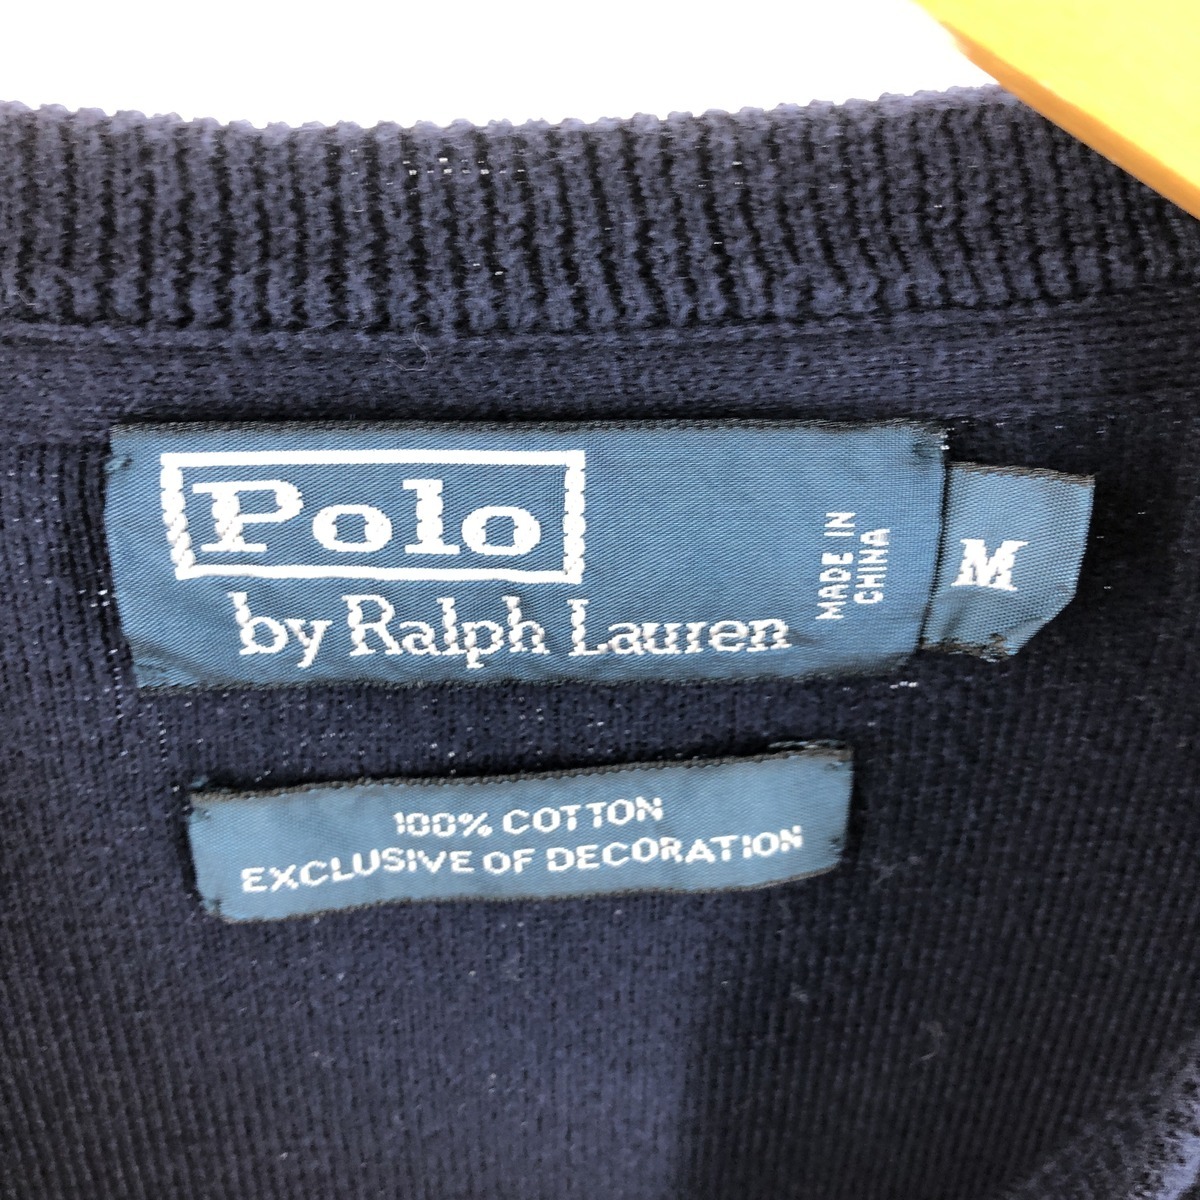 Polo
by Ralph Lauren
MADE IN
CHINA
M
100% COTTON
EXCLUSIVE OF DECORATION